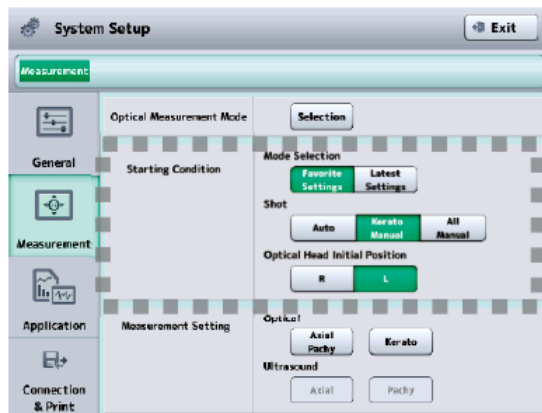 System Setup
Exit
Measurement
General
Measurement
Application
Connection
& Print
Optical Measurement Mode
Selection
Starting Condition
Mode Selection
Favorite
Settings
Latest
Settings
Shot
Auto
Kerato
Manual
All
Manual
Optical Head Initial Position
R
L
Measurement Setting
Optical
Axial
Pachy
Kerato
Ultrasound
Axial
Pachy